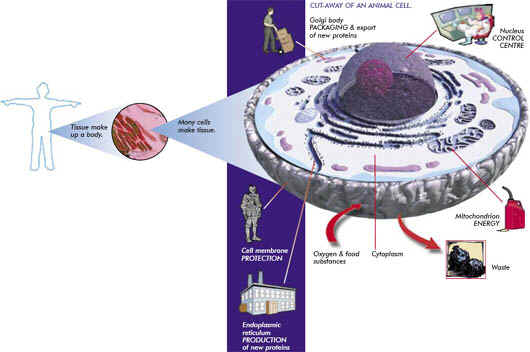 CUT-AWAY OF AN ANIMAL CELL.
Golgi body
PACKAGING & export
of new proteins
Nucleus
CONTROL
CENTRE
Tissue make
up a body.
Many cells
make tissue.
Mitochondrion
ENERGY
Cell membrane
PROTECTION
Oxygen & food
substances
Cytoplasm
Waste
Endoplasmic
reticulum
PRODUCTION
of new proteins